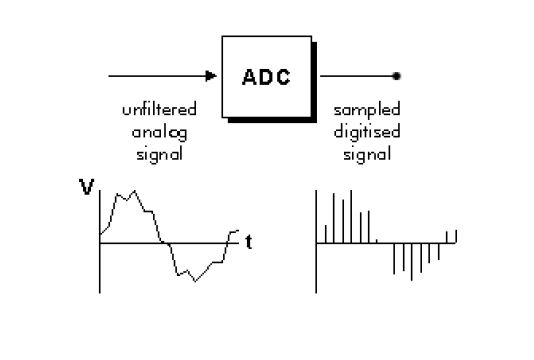 ADC
unfiltered
analog
signal
sampled
digitised
signal
V
t